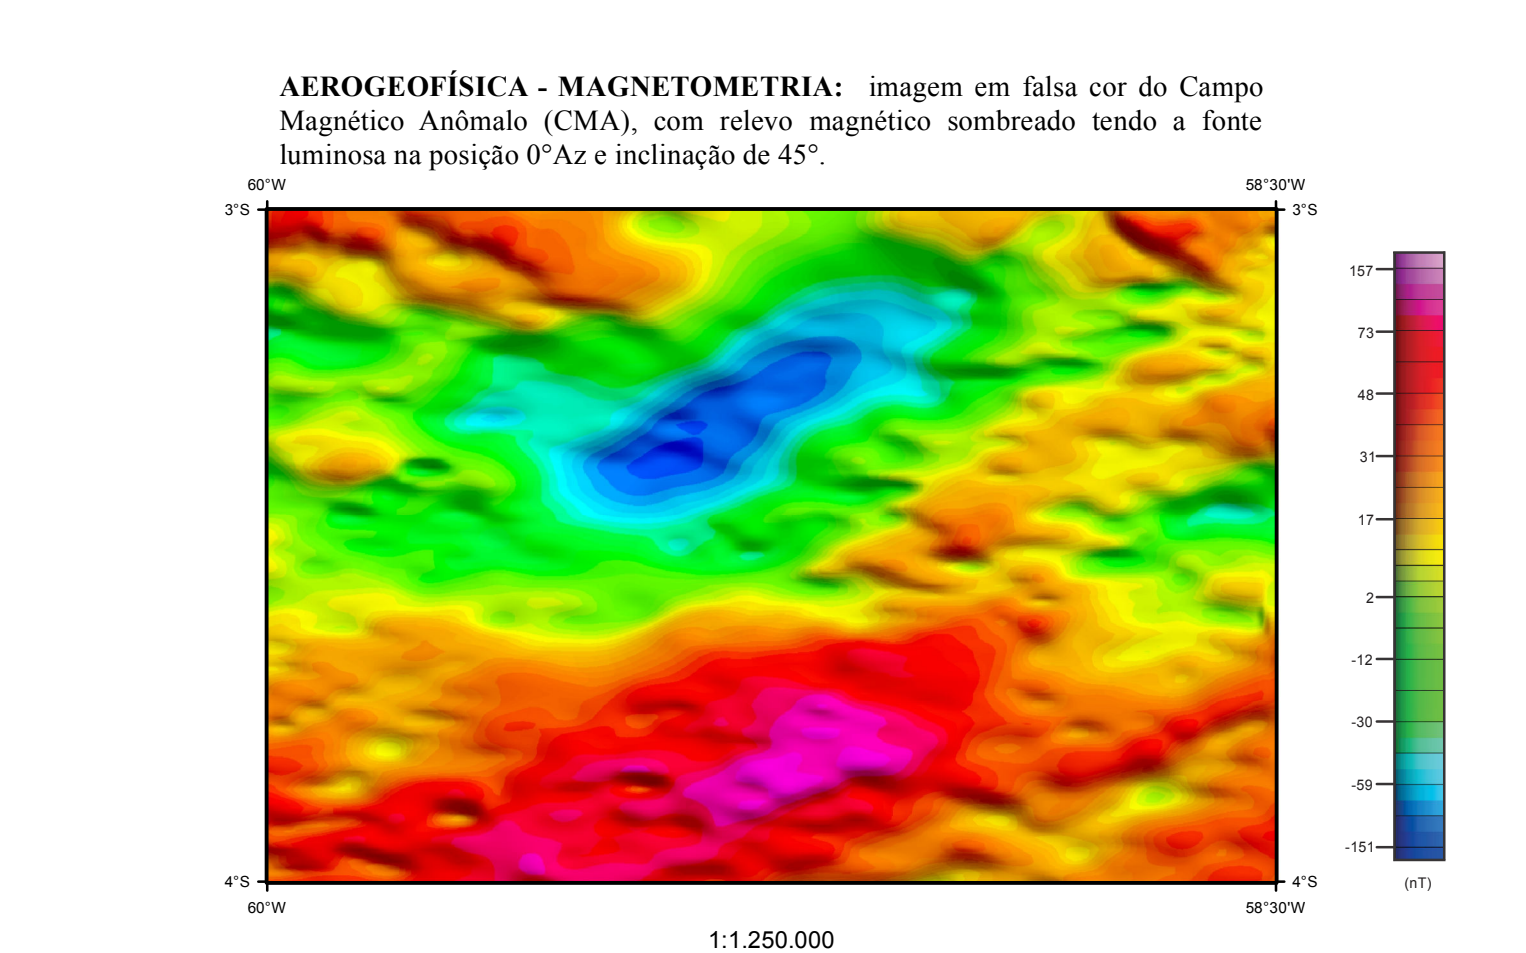 AEROGEOFÍSICA - MAGNETOMETRIA: imagem em falsa cor do Campo
Magnético Anômalo (CMA), com relevo magnético sombreado tendo a fonte
luminosa na posição 0°Az e inclinação de 45°.
60°W
58°30'W
3°S
3°S
157
73
48
31
17
2
-12
-30
-59
-151
(nT)
4°S
4°S
60°W
58°30'W
1:1.250.000